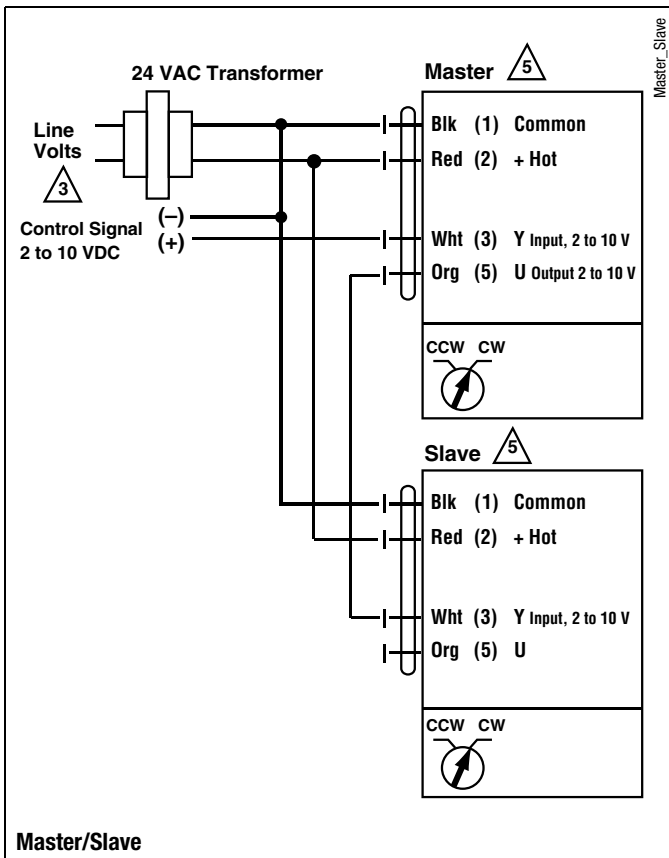 Master_Slave
24 VAC Transformer
Master 5
Line
Volts
3
Blk (1) Common
Red (2) + Hot
(–)
Control Signal
2 to 10 VDC
(+)
Wht (3) Y Input, 2 to 10 V
Org (5) U Output 2 to 10 V
CCW CW
Slave 5
Blk (1) Common
Red (2) + Hot
Wht (3) Y Input, 2 to 10 V
Org (5) U
CCW CW
Master/Slave